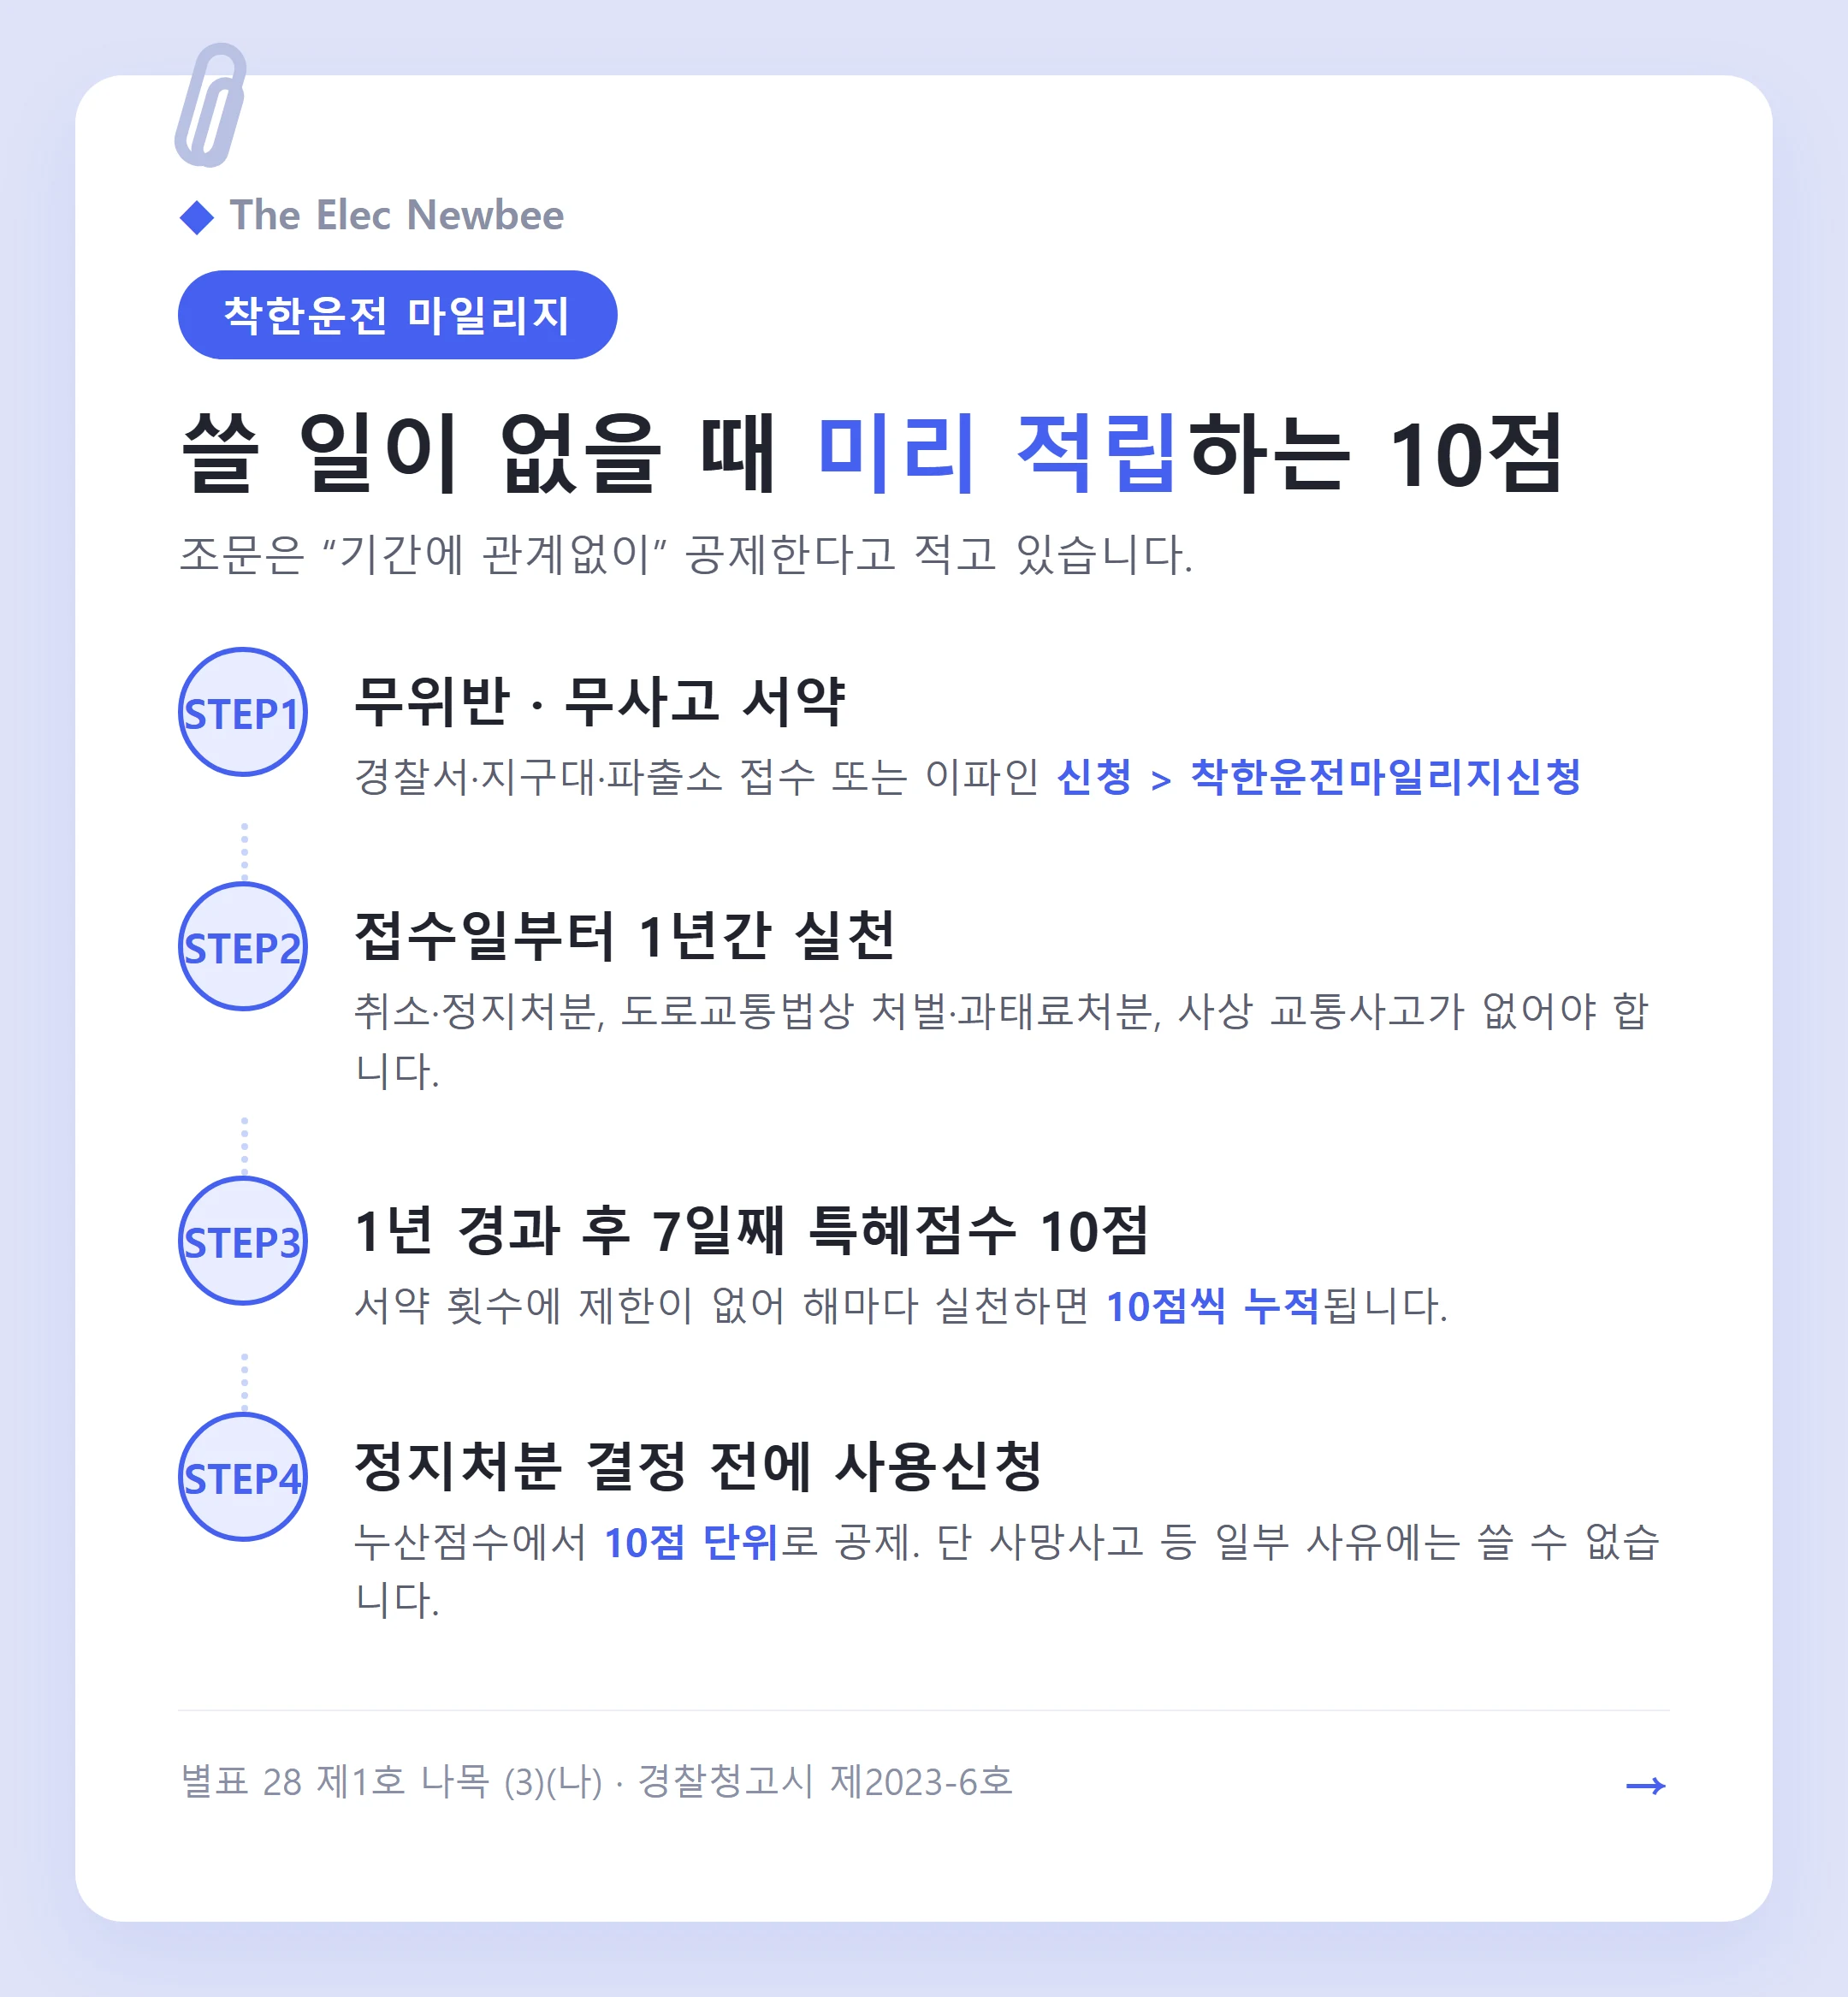 ◆ The Elec Newbee
착한운전 마일리지
쓸 일이 없을 때 미리 적립하는 10점
조문은 “기간에 관계없이” 공제한다고 적고 있습니다.
STEP1
무위반 · 무사고 서약
경찰서·지구대·파출소 접수 또는 이파인 신청 > 착한운전마일리지신청
STEP2
접수일부터 1년간 실천
취소·정지처분, 도로교통법상 처벌·과태료처분, 사상 교통사고가 없어야 합
니다.
STEP3
1년 경과 후 7일째 특혜점수 10점
서약 횟수에 제한이 없어 해마다 실천하면 10점씩 누적됩니다.
STEP4
정지처분 결정 전에 사용신청
누산점수에서 10점 단위로 공제. 단 사망사고 등 일부 사유에는 쓸 수 없습
니다.
별표 28 제1호 나목 (3)(나) · 경찰청고시 제2023-6호 →